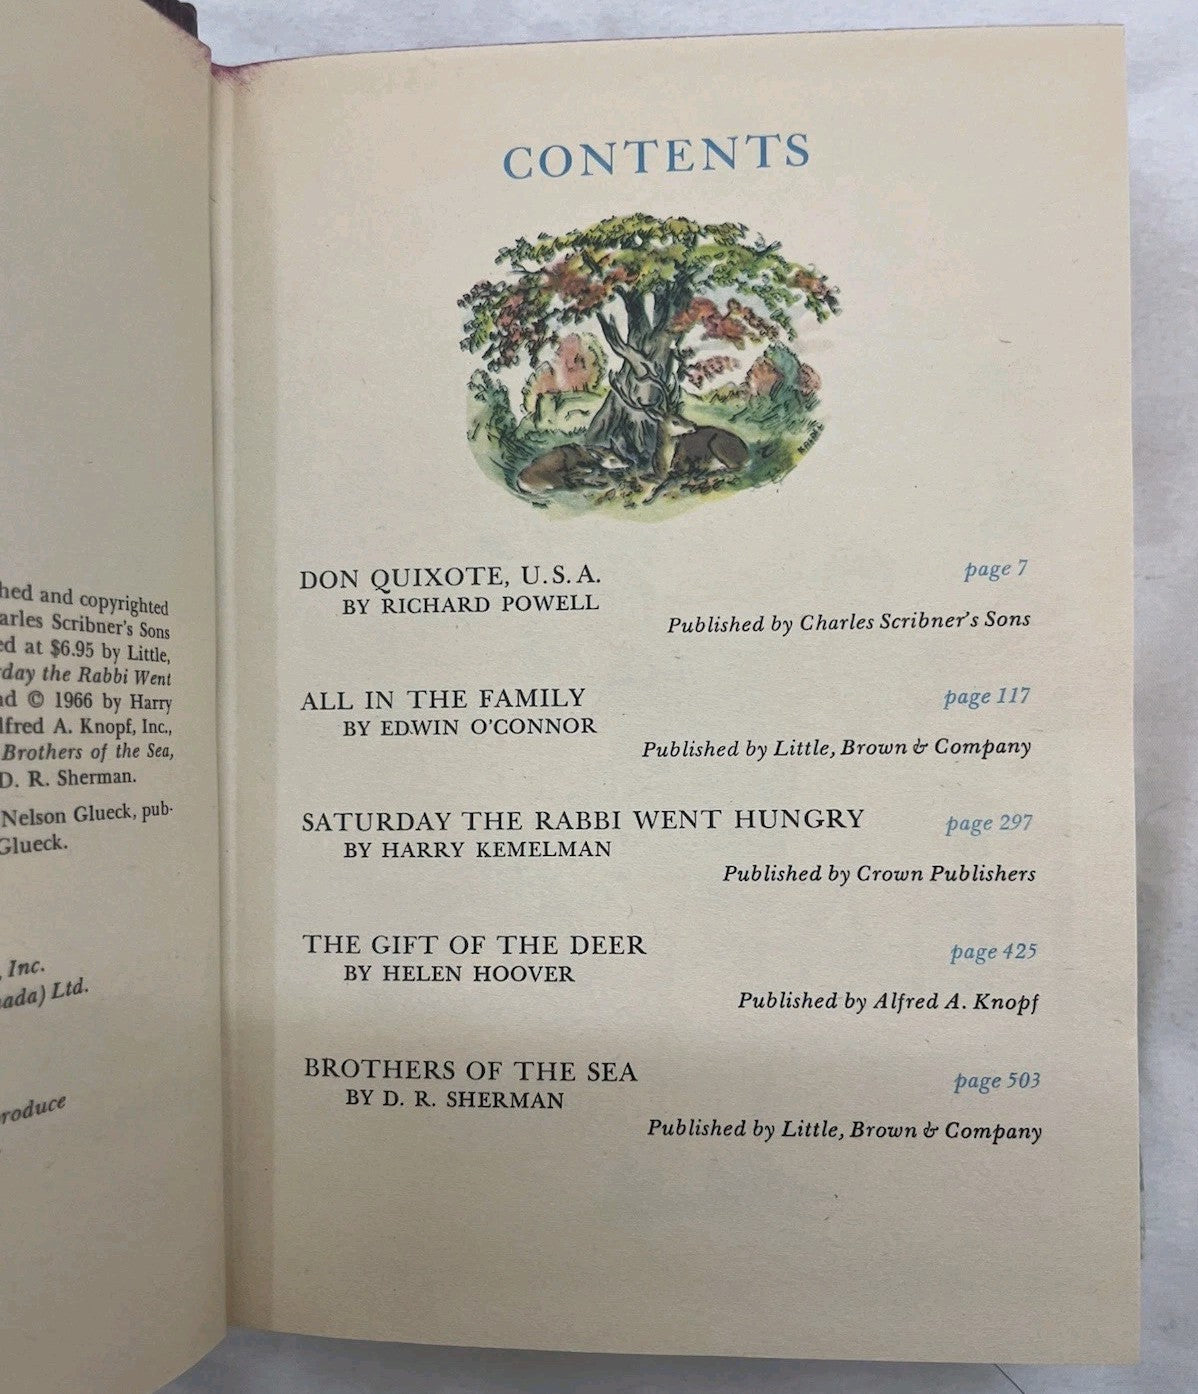 hed and copyrighted
arles Scribner's Sons
ed at $6.95 by Little,
day the Rabbi Went
nd © 1966 by Harry
lfred A. Knopf, Inc.,
Brothers of the Sea,
D. R. Sherman.
Nelson Glueck, pub-
Glueck.
, Inc.
ada) Ltd.
roduce
CONTENTS
DON QUIXOTE, U.S.A. page 7
BY RICHARD POWELL
Published by Charles Scribner's Sons
ALL IN THE FAMILY page 117
BY EDWIN O'CONNOR
Published by Little, Brown & Company
SATURDAY THE RABBI WENT HUNGRY page 297
BY HARRY KEMELMAN
Published by Crown Publishers
THE GIFT OF THE DEER page 425
BY HELEN HOOVER
Published by Alfred A. Knopf
BROTHERS OF THE SEA page 503
BY D. R. SHERMAN
Published by Little, Brown & Company